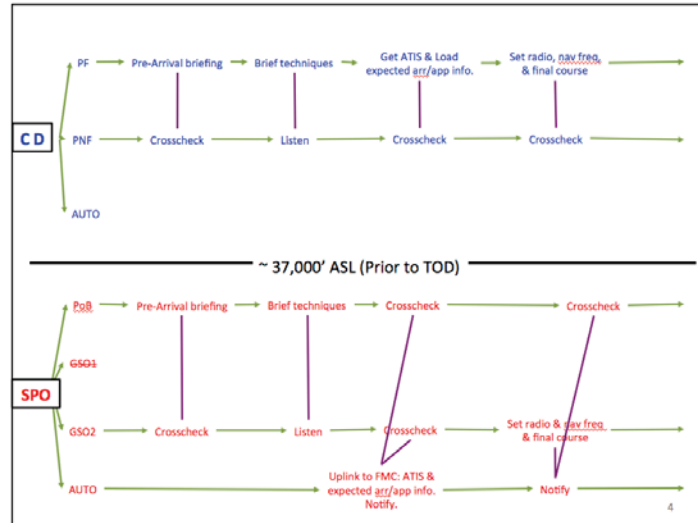 PF
Pre-Arrival briefing
Brief techniques
Get ATIS & Load
expected arr/app info.
Set radio, nav freq,
& final course
CD
PNF
Crosscheck
Listen
Crosscheck
Crosscheck
AUTO
~ 37,000' ASL (Prior to TOD)
PoB
Pre-Arrival briefing
Brief techniques
Crosscheck
Crosscheck
GSO1
SPO
GSO2
Crosscheck
Listen
Crosscheck
Set radio & nav freq
& final course
AUTO
Uplink to FMC: ATIS &
expected arr/app info.
Notify.
Notify
4